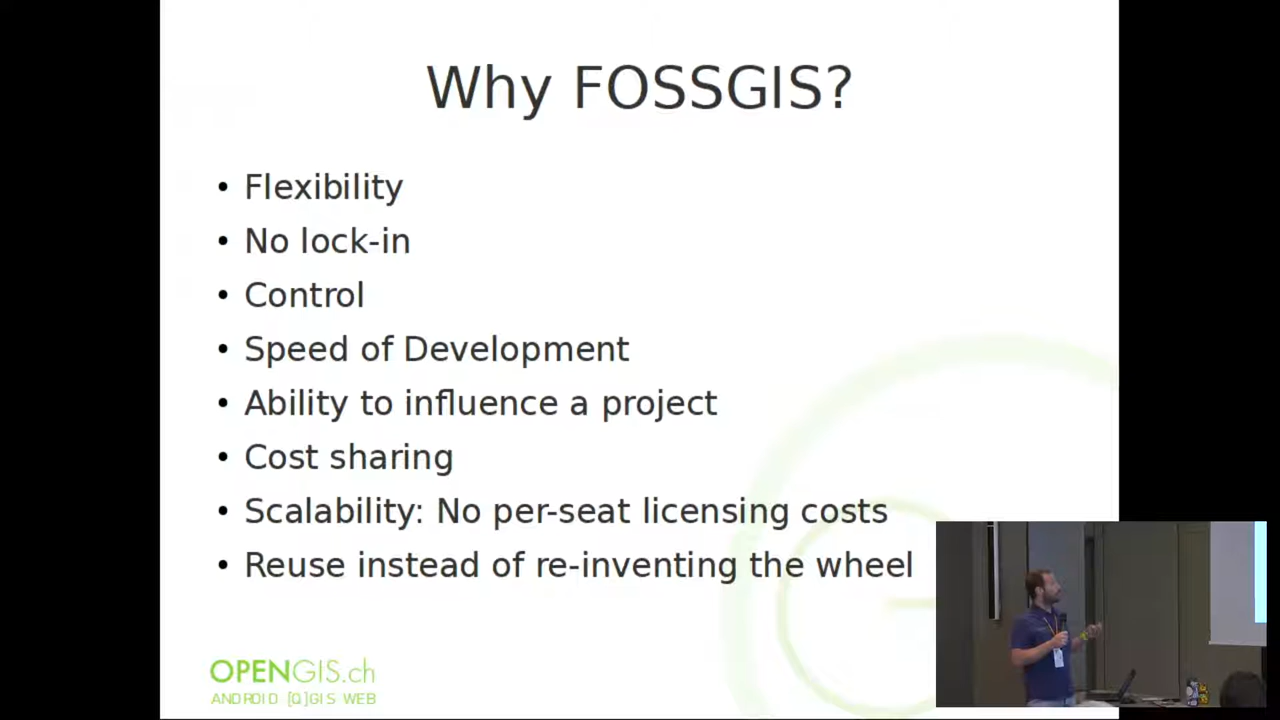 Why FOSSGIS?
• Flexibility
• No lock-in
• Control
• Speed of Development
• Ability to influence a project
• Cost sharing
• Scalability: No per-seat licensing costs
• Reuse instead of re-inventing the wheel
OPENGIS.ch
ANDROID [Q]GIS WEB